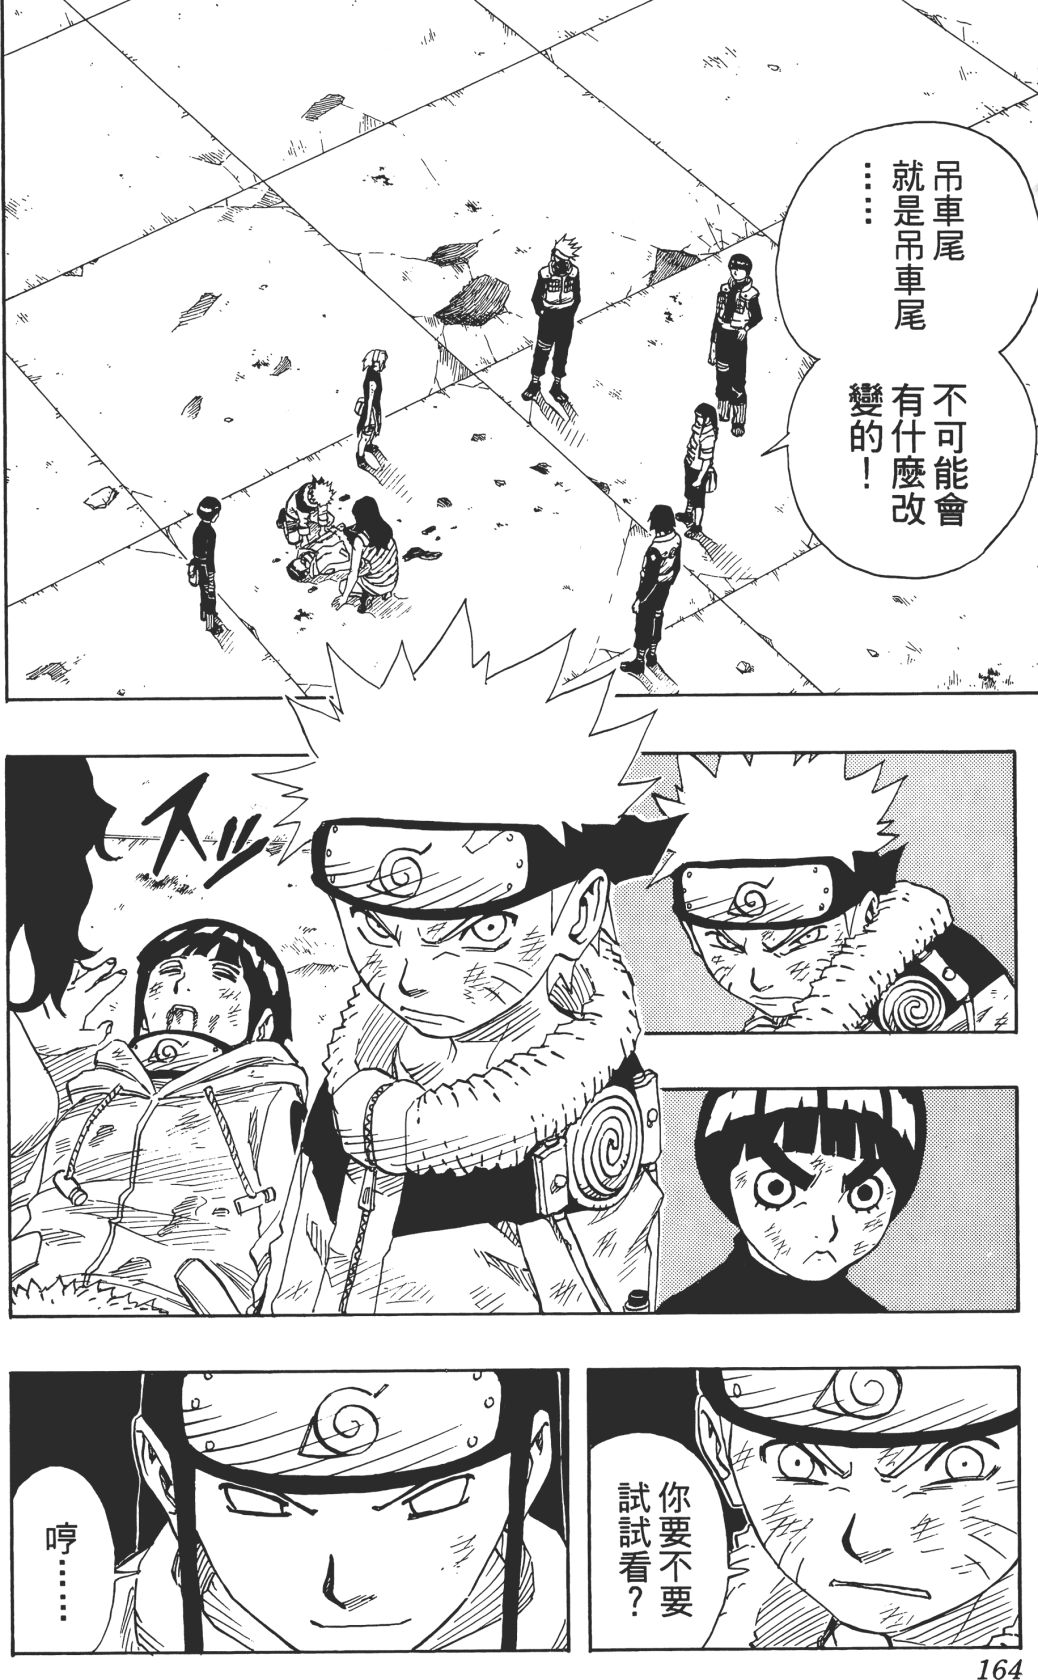 吊車尾
就是吊車尾
……
不可能會
有什麼改
變的！
スッ
你要不要
試試看？
哼……
164